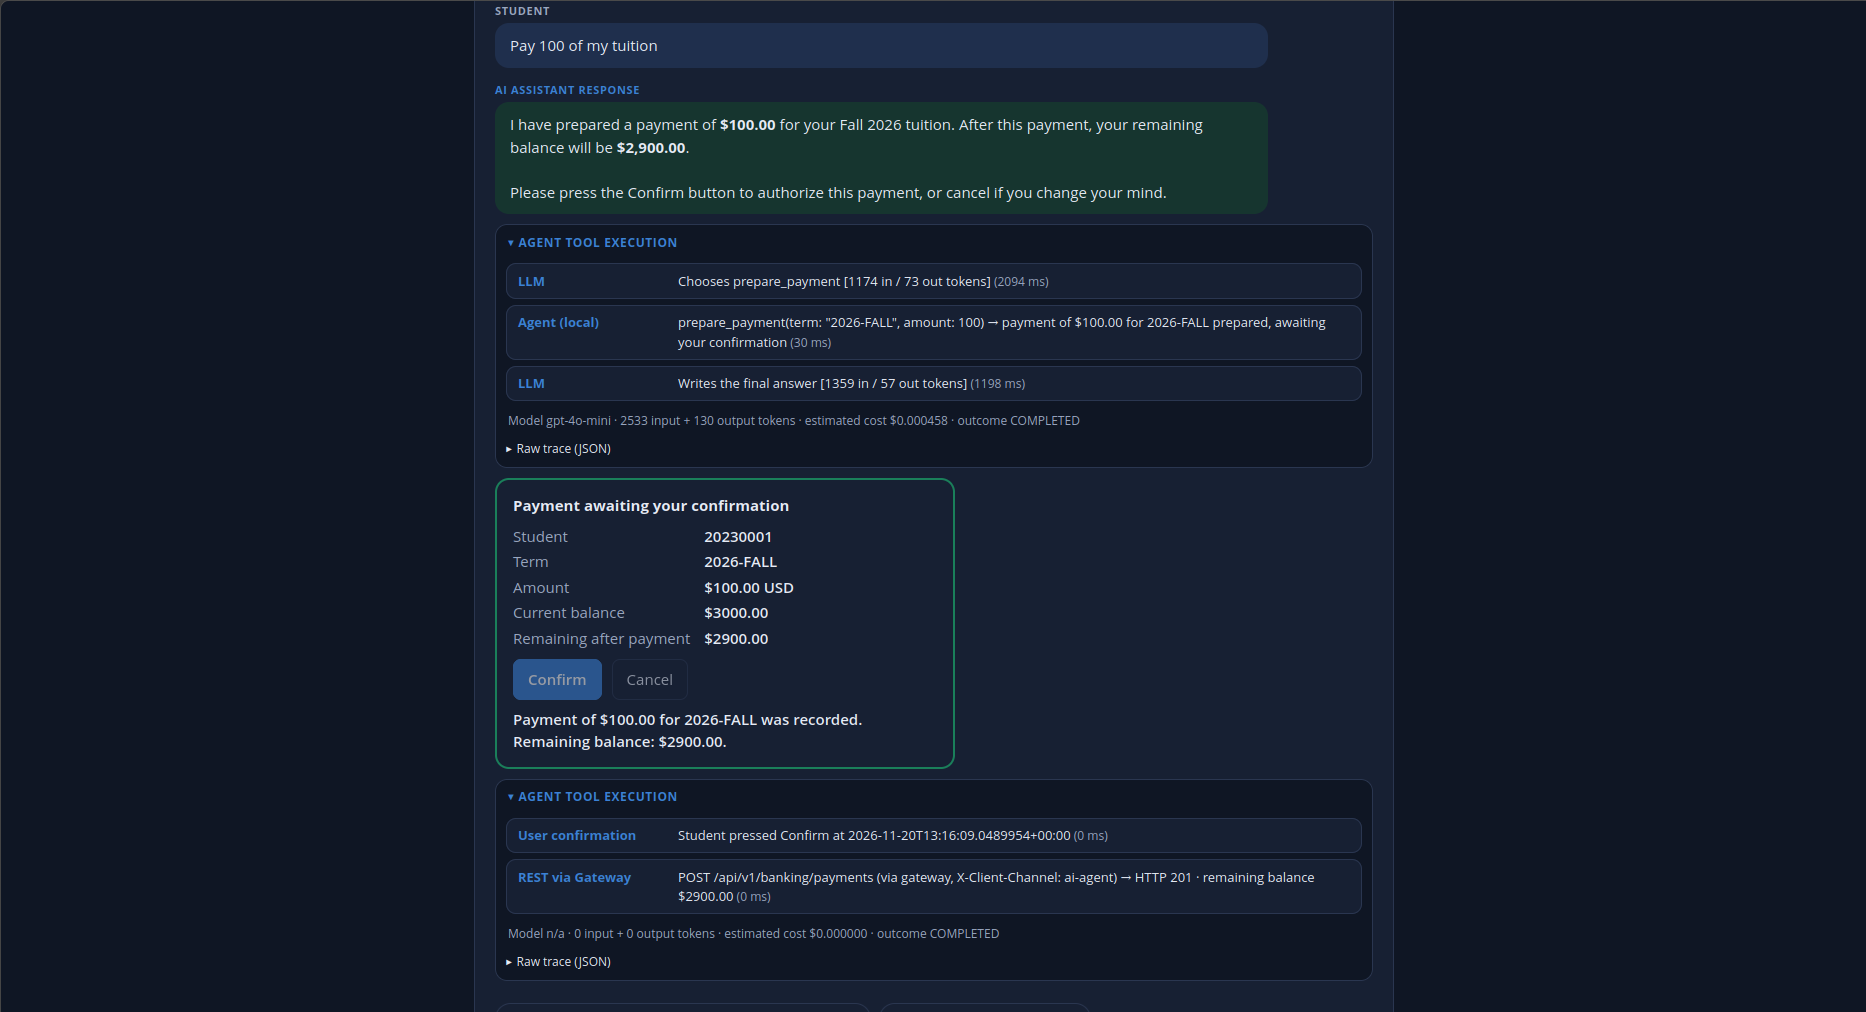 STUDENT
Pay 100 of my tuition
AI ASSISTANT RESPONSE
I have prepared a payment of $100.00 for your Fall 2026 tuition. After this payment, your remaining
balance will be $2,900.00.
Please press the Confirm button to authorize this payment, or cancel if you change your mind.
▾ AGENT TOOL EXECUTION
LLM Chooses prepare_payment [1174 in / 73 out tokens] (2094 ms)
Agent (local) prepare_payment(term: "2026-FALL", amount: 100) → payment of $100.00 for 2026-FALL prepared, awaiting
your confirmation (30 ms)
LLM Writes the final answer [1359 in / 57 out tokens] (1198 ms)
Model gpt-4o-mini · 2533 input + 130 output tokens · estimated cost $0.000458 · outcome COMPLETED
▸ Raw trace (JSON)
Payment awaiting your confirmation
Student 20230001
Term 2026-FALL
Amount $100.00 USD
Current balance $3000.00
Remaining after payment $2900.00
Confirm Cancel
Payment of $100.00 for 2026-FALL was recorded.
Remaining balance: $2900.00.
▾ AGENT TOOL EXECUTION
User confirmation Student pressed Confirm at 2026-11-20T13:16:09.0489954+00:00 (0 ms)
REST via Gateway POST /api/v1/banking/payments (via gateway, X-Client-Channel: ai-agent) → HTTP 201 · remaining balance
$2900.00 (0 ms)
Model n/a · 0 input + 0 output tokens · estimated cost $0.000000 · outcome COMPLETED
▸ Raw trace (JSON)